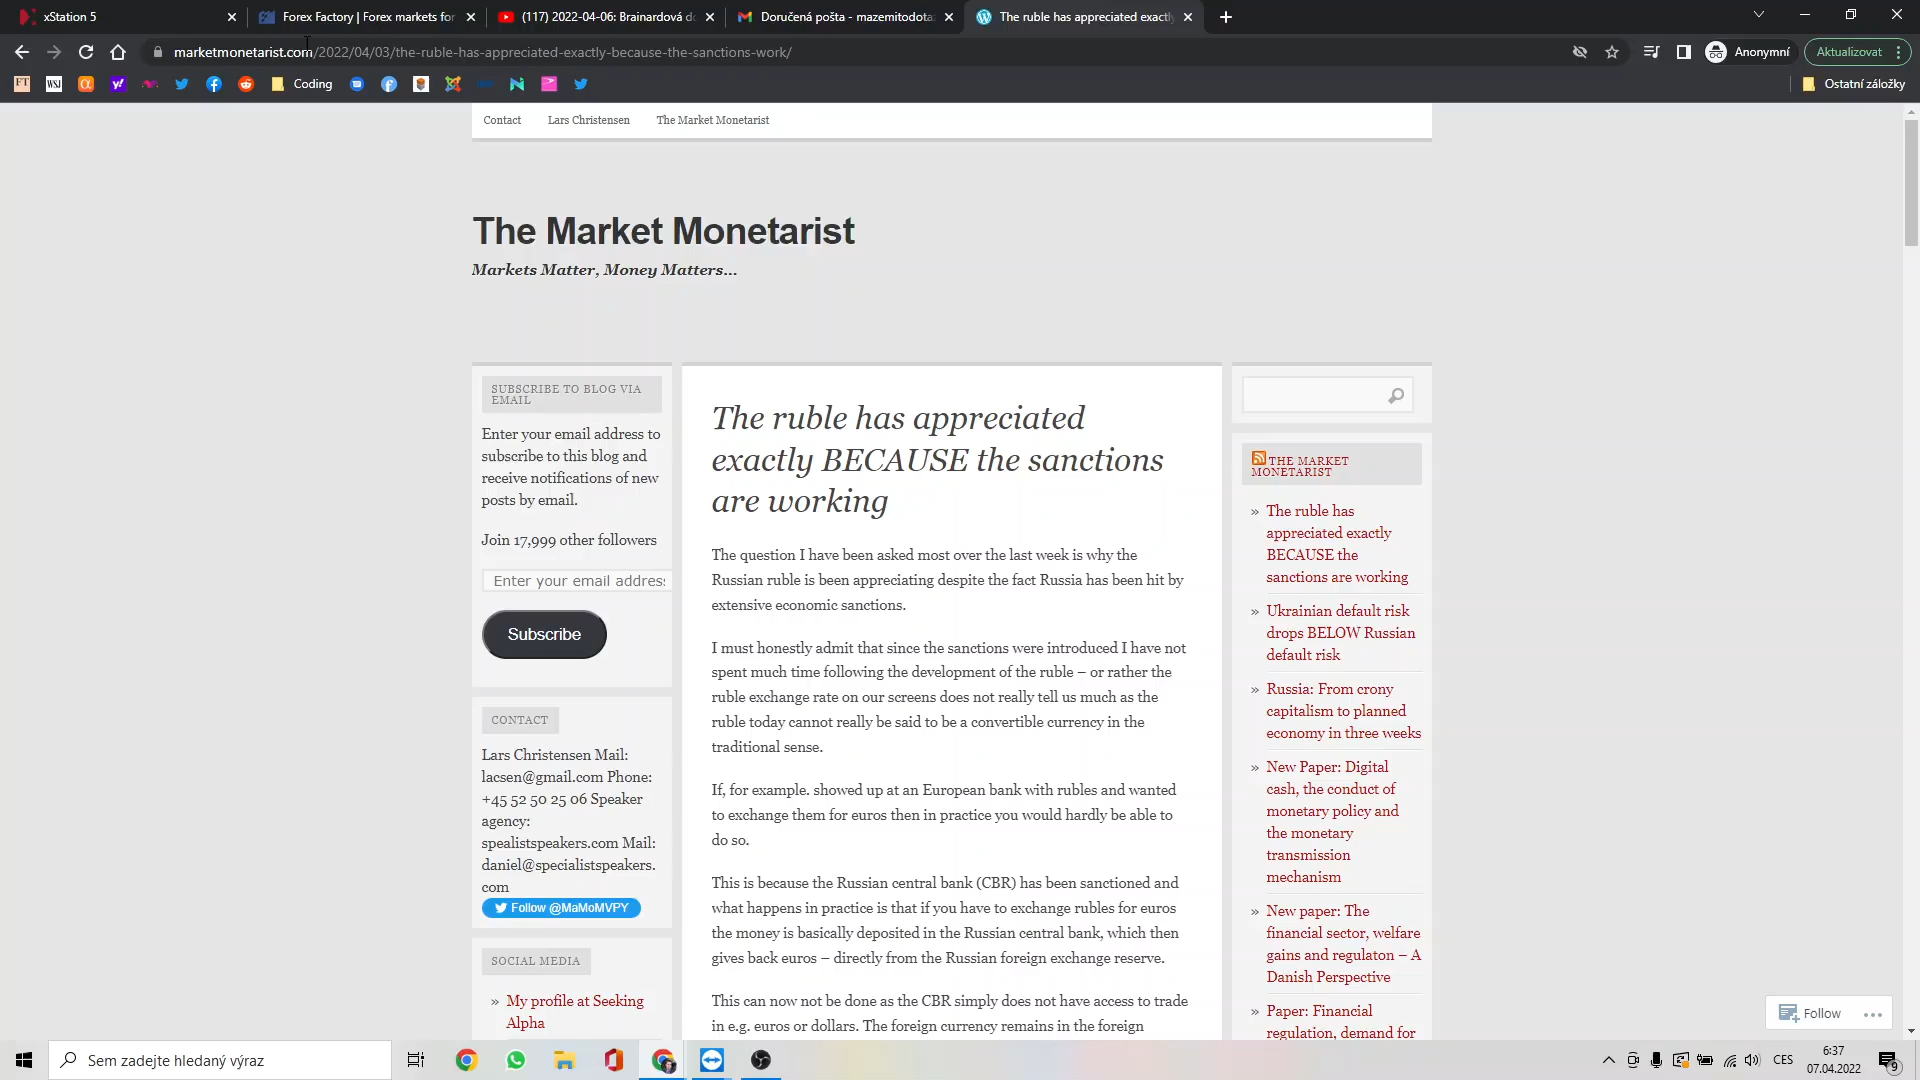 xStation 5
Forex Factory | Forex markets for
(117) 2022-04-06: Brainardová do
Doručená pošta - mazemitodota
The ruble has appreciated exactl
marketmonetarist.com/2022/04/03/the-ruble-has-appreciated-exactly-because-the-sanctions-work/
Anonymní
Aktualizovat
FT
WSJ
Coding
Ostatní záložky
Contact
Lars Christensen
The Market Monetarist
The Market Monetarist
Markets Matter, Money Matters...
SUBSCRIBE TO BLOG VIA
EMAIL
Enter your email address to
subscribe to this blog and
receive notifications of new
posts by email.
Join 17,999 other followers
Enter your email address
Subscribe
CONTACT
Lars Christensen Mail:
lacsen@gmail.com Phone:
+45 52 50 25 06 Speaker
agency:
spealistspeakers.com Mail:
daniel@specialistspeakers.
com
Follow @MaMoMVPY
SOCIAL MEDIA
» My profile at Seeking
Alpha
The ruble has appreciated
exactly BECAUSE the sanctions
are working
The question I have been asked most over the last week is why the
Russian ruble is been appreciating despite the fact Russia has been hit by
extensive economic sanctions.
I must honestly admit that since the sanctions were introduced I have not
spent much time following the development of the ruble – or rather the
ruble exchange rate on our screens does not really tell us much as the
ruble today cannot really be said to be a convertible currency in the
traditional sense.
If, for example. showed up at an European bank with rubles and wanted
to exchange them for euros then in practice you would hardly be able to
do so.
This is because the Russian central bank (CBR) has been sanctioned and
what happens in practice is that if you have to exchange rubles for euros
the money is basically deposited in the Russian central bank, which then
gives back euros – directly from the Russian foreign exchange reserve.
This can now not be done as the CBR simply does not have access to trade
in e.g. euros or dollars. The foreign currency remains in the foreign
THE MARKET
MONETARIST
» The ruble has
appreciated exactly
BECAUSE the
sanctions are working
» Ukrainian default risk
drops BELOW Russian
default risk
» Russia: From crony
capitalism to planned
economy in three weeks
» New Paper: Digital
cash, the conduct of
monetary policy and
the monetary
transmission
mechanism
» New paper: The
financial sector, welfare
gains and regulaton – A
Danish Perspective
» Paper: Financial
regulation, demand for
Follow
Sem zadejte hledaný výraz
CES
6:37
07.04.2022
9